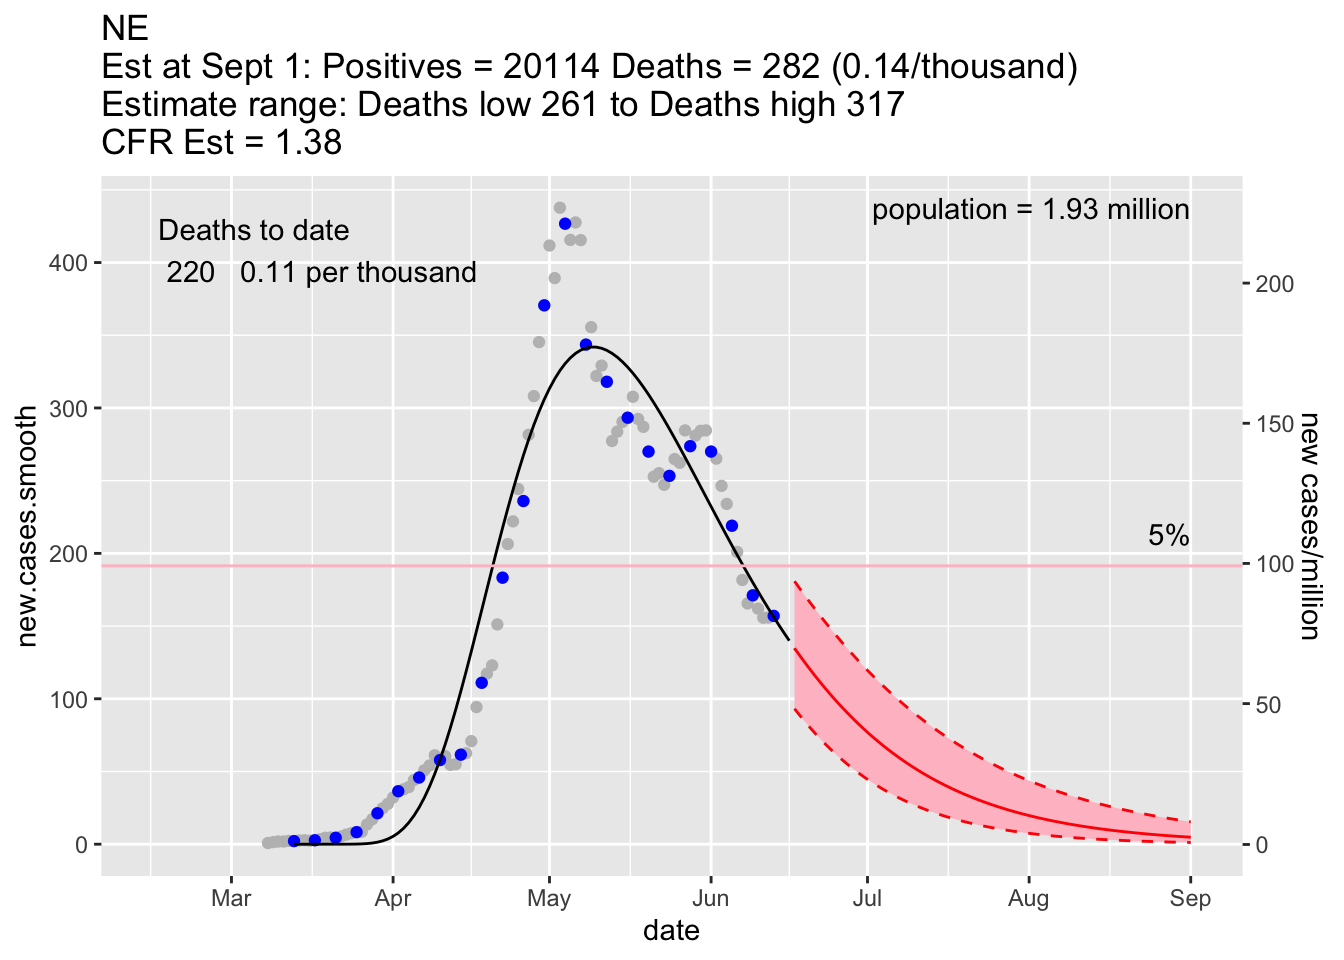 NE
Est at Sept 1: Positives = 20114 Deaths = 282 (0.14/thousand)
Estimate range: Deaths low 261 to Deaths high 317
CFR Est = 1.38
Deaths to date
220 0.11 per thousand
population = 1.93 million
5%
new.cases.smooth
400
300
200
100
0
new cases/million
200
150
100
50
0
Mar Apr May Jun Jul Aug Sep
date